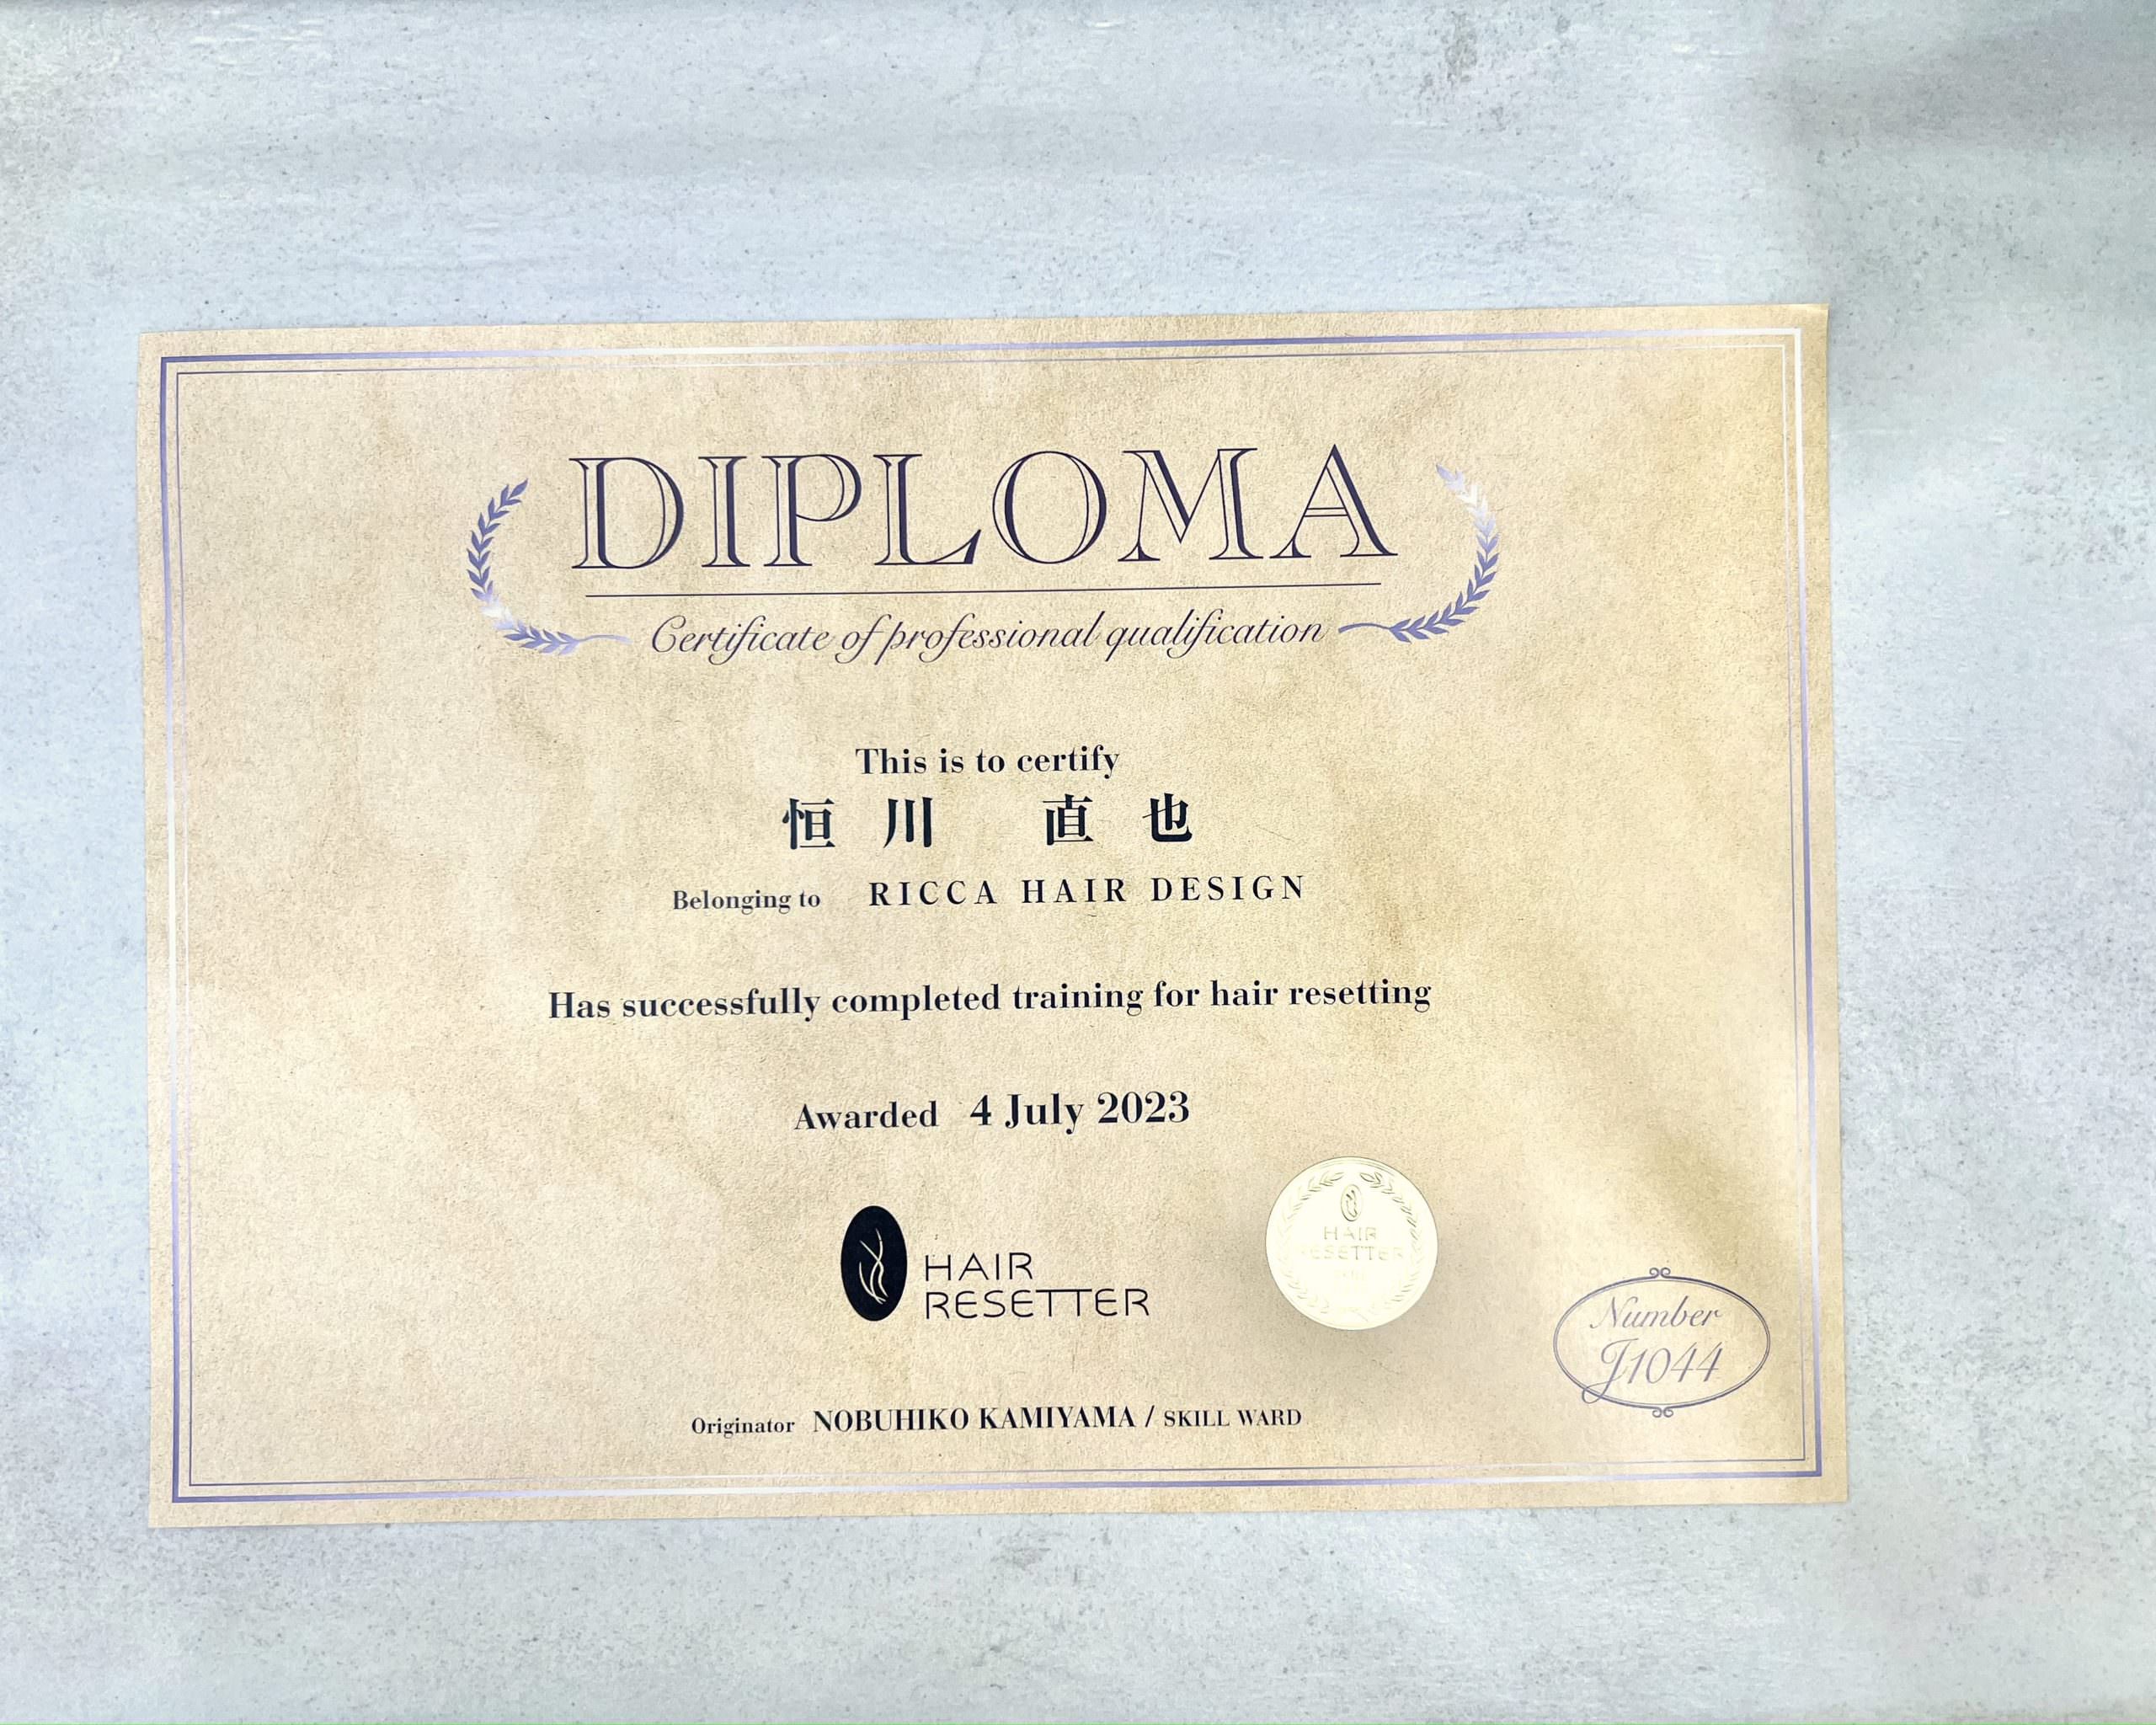 DIPLOMA
Certificate of professional qualification
This is to certify
恒川 直也
Belonging to RICCA HAIR DESIGN
Has successfully completed training for hair resetting
Awarded 4 July 2023
HAIR
RESETTER
HAIR
RESETTER
Number
J1044
Originator NOBUHIKO KAMIYAMA / SKILL WARD